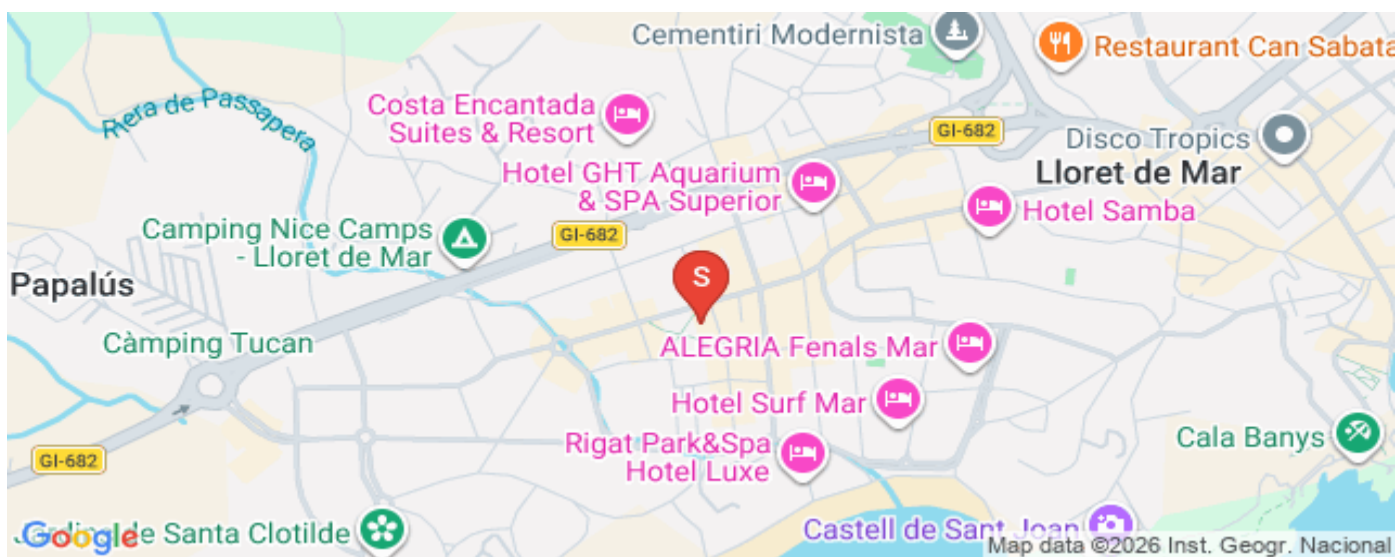 Cementiri Modernista
Restaurant Can Sabata
Riera de Passapera
Costa Encantada
Suites & Resort
GI-682
Disco Tropics
Lloret de Mar
Hotel GHT Aquarium
& SPA Superior
Hotel Samba
Camping Nice Camps
- Lloret de Mar
GI-682
S
Papalús
Càmping Tucan
ALEGRIA Fenals Mar
Hotel Surf Mar
Rigat Park&Spa
Hotel Luxe
Cala Banys
GI-682
Google
de Santa Clotilde
Castell de Sant Joan
Map data ©2026 Inst. Geogr. Nacional